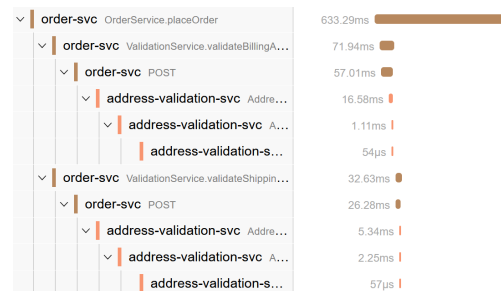 order-svc OrderService.placeOrder 633.29ms
order-svc ValidationService.validateBillingA... 71.94ms
order-svc POST 57.01ms
address-validation-svc Addre... 16.58ms
address-validation-svc A... 1.11ms
address-validation-s... 54μs
order-svc ValidationService.validateShippin... 32.63ms
order-svc POST 26.28ms
address-validation-svc Addre... 5.34ms
address-validation-svc A... 2.25ms
address-validation-s... 57μs